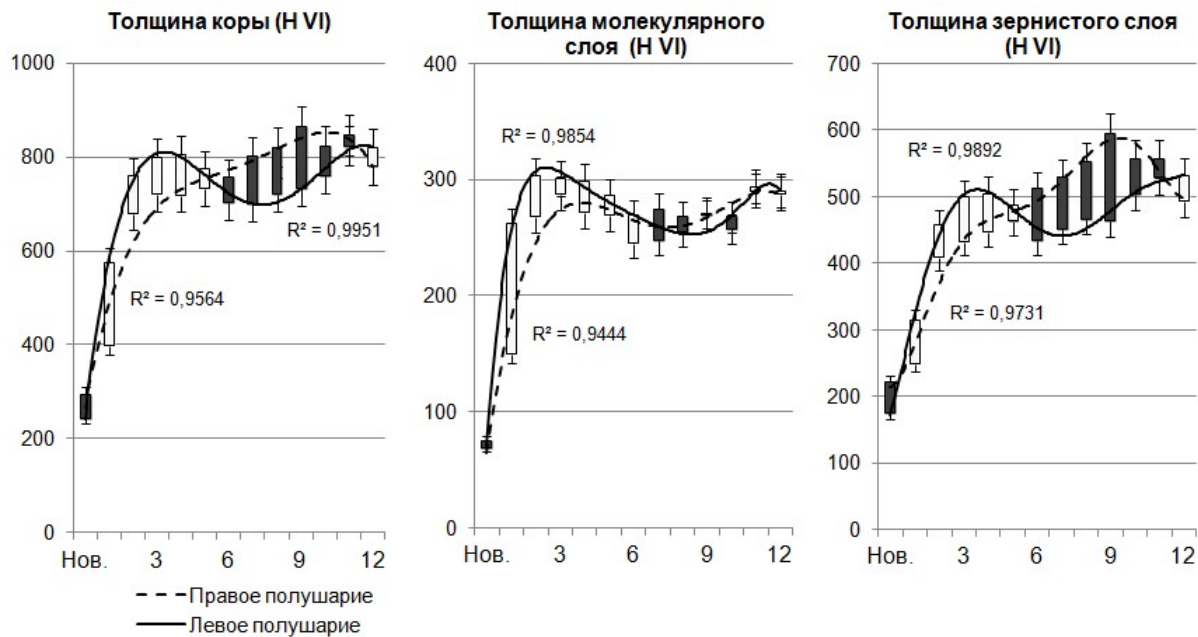 Толщина коры (H VI)
1000
800
600
400
200
0
Нов.
3
6
9
12
R² = 0,9951
R² = 0,9564
Толщина молекулярного
слоя (H VI)
400
300
200
100
0
Нов.
3
6
9
12
R² = 0,9854
R² = 0,9444
Толщина зернистого слоя
(H VI)
700
600
500
400
300
200
100
0
Нов.
3
6
9
12
R² = 0,9892
R² = 0,9731
Правое полушарие
Левое полушарие